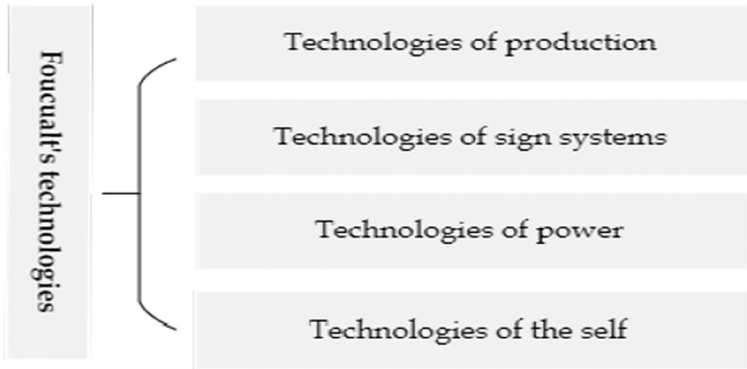 Foucualt's technologies
Technologies of production
Technologies of sign systems
Technologies of power
Technologies of the self